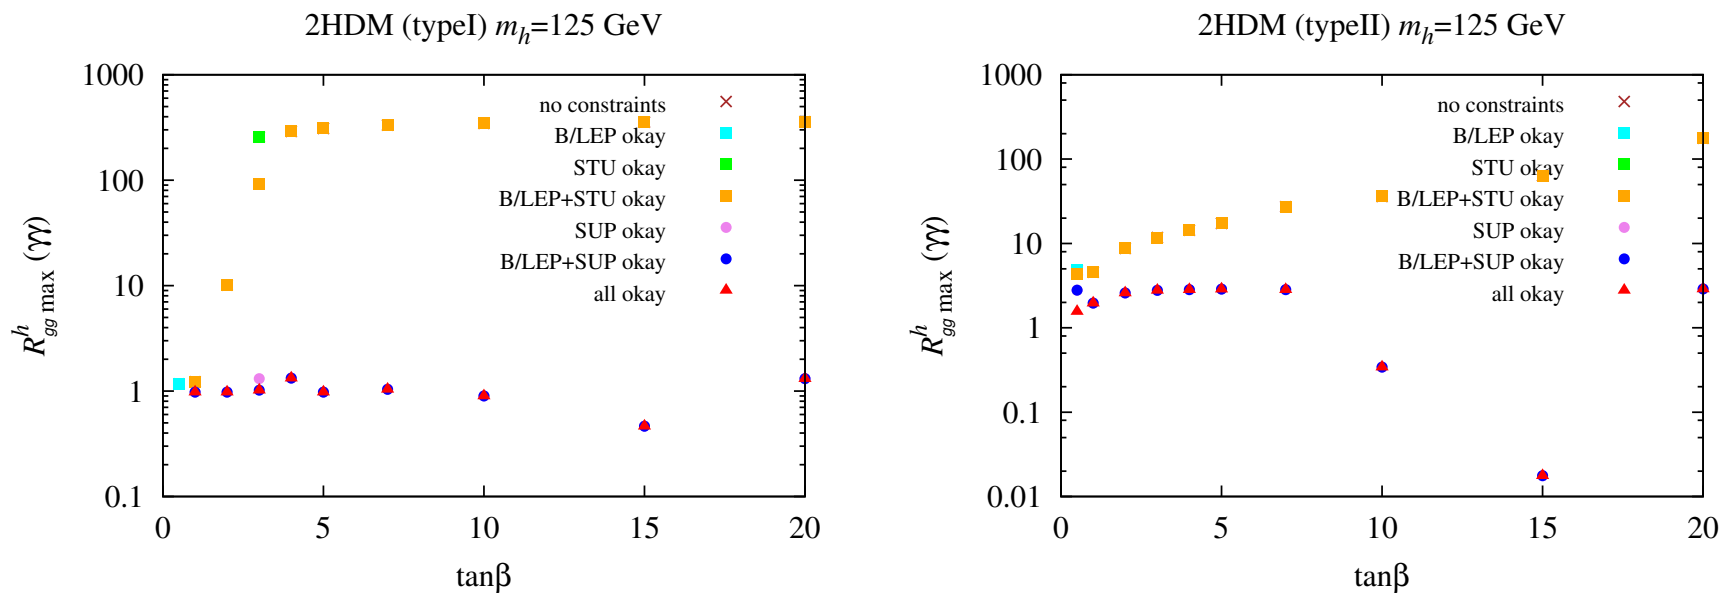 2HDM (typeI) m_h=125 GeV
R^h_gg max (γγ)
1000
100
10
1
0.1
no constraints
B/LEP okay
STU okay
B/LEP+STU okay
SUP okay
B/LEP+SUP okay
all okay
0 5 10 15 20
tanβ
2HDM (typeII) m_h=125 GeV
R^h_gg max (γγ)
1000
100
10
1
0.1
0.01
no constraints
B/LEP okay
STU okay
B/LEP+STU okay
SUP okay
B/LEP+SUP okay
all okay
0 5 10 15 20
tanβ